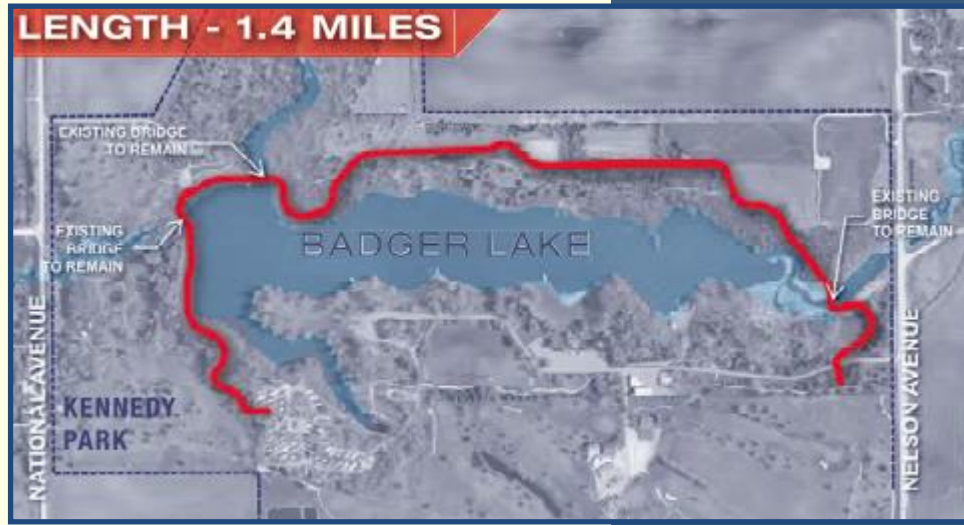 LENGTH - 1.4 MILES
EXISTING BRIDGE
TO REMAIN
EXISTING
BRIDGE
TO REMAIN
EXISTING
BRIDGE
TO REMAIN
BADGER LAKE
KENNEDY
PARK
NATIONAL AVENUE
NELSON AVENUE